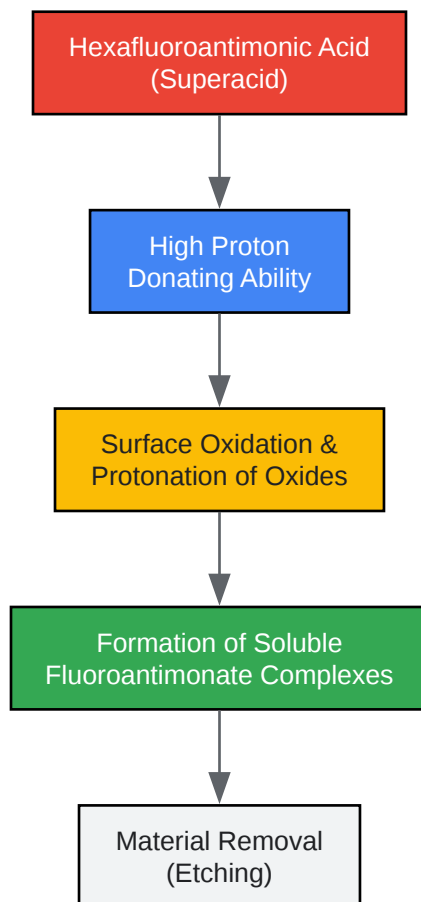 Hexafluoroantimonic Acid
(Superacid)
High Proton
Donating Ability
Surface Oxidation &
Protonation of Oxides
Formation of Soluble
Fluoroantimonate Complexes
Material Removal
(Etching)